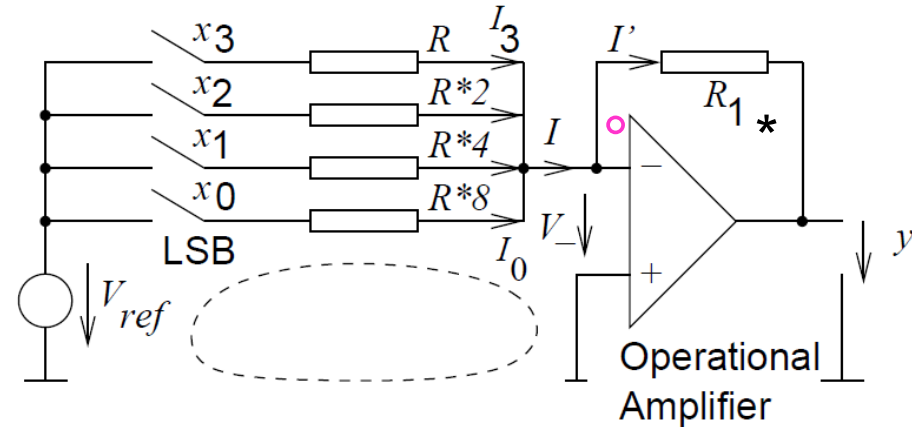 x3 R I3 I’
x2 R*2 R1 *
x1 R*4 I −
x0 R*8
LSB I0 V− + y
Vref
Operational
Amplifier